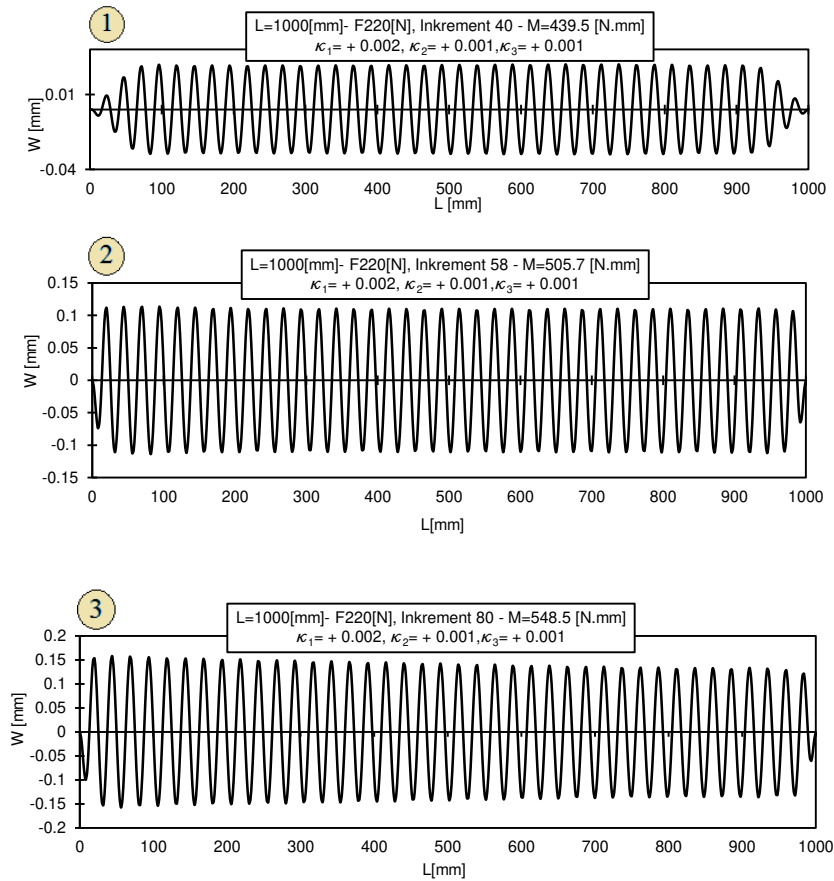 1
L=1000[mm]- F220[N], Inkrement 40 - M=439.5 [N.mm]
κ1= + 0.002, κ2= + 0.001,κ3= + 0.001
W [mm]
0.01
-0.04
0 100 200 300 400 500 600 700 800 900 1000
L [mm]
2
L=1000[mm]- F220[N], Inkrement 58 - M=505.7 [N.mm]
κ1= + 0.002, κ2= + 0.001,κ3= + 0.001
W [mm]
0.15
0.1
0.05
0
-0.05
-0.1
-0.15
0 100 200 300 400 500 600 700 800 900 1000
L[mm]
3
L=1000[mm]- F220[N], Inkrement 80 - M=548.5 [N.mm]
κ1= + 0.002, κ2= + 0.001,κ3= + 0.001
W [mm]
0.2
0.15
0.1
0.05
0
-0.05
-0.1
-0.15
-0.2
0 100 200 300 400 500 600 700 800 900 1000
L[mm]